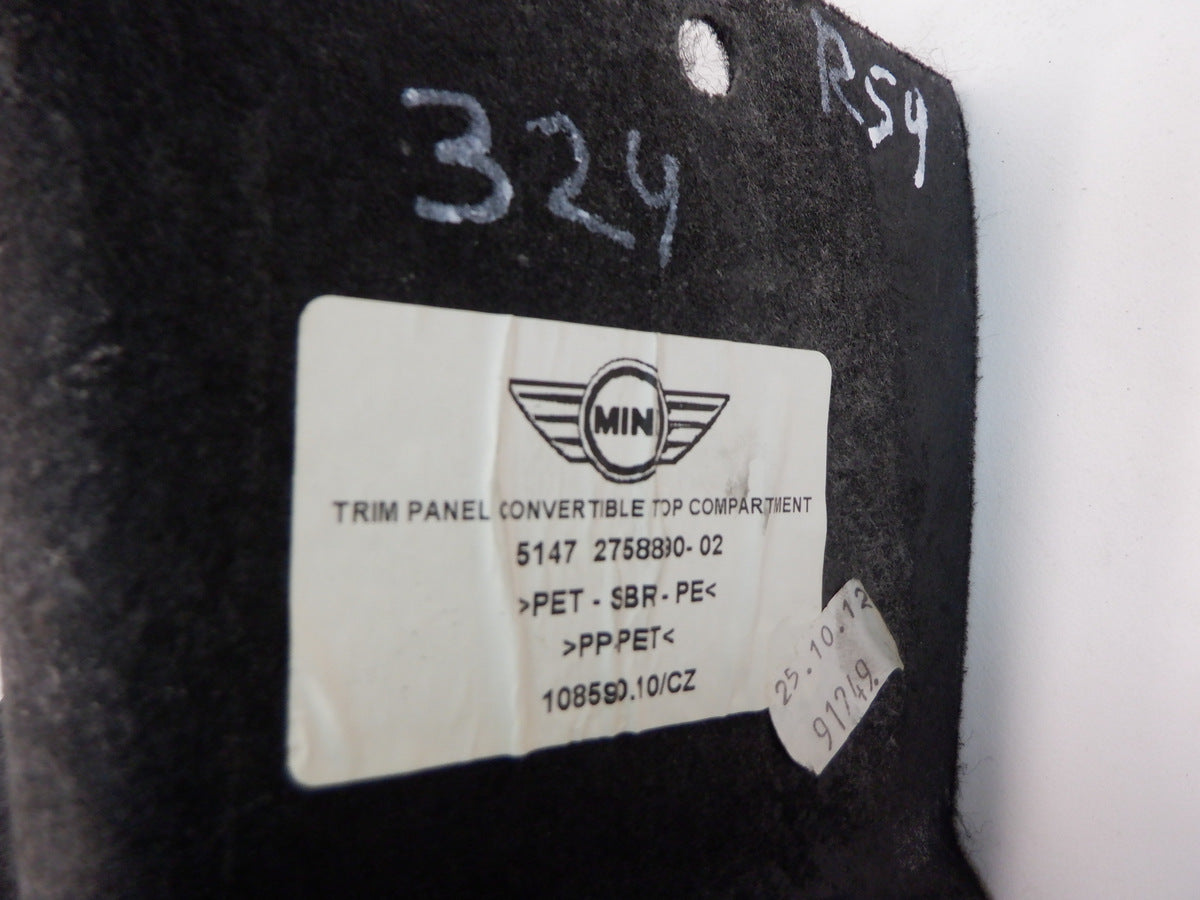 R59
324
MINI
TRIM PANEL CONVERTIBLE TOP COMPARTMENT
5147 2758890-02
>PET - SBR - PE<
>PP-PET<
108590.10/CZ
25.10.12
91749.